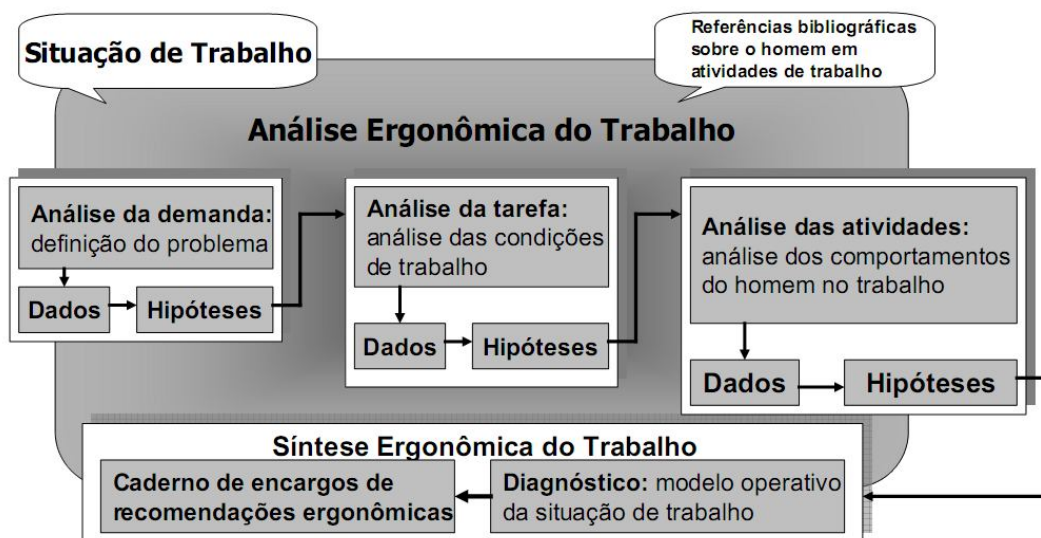 Situação de Trabalho
Referências bibliográficas
sobre o homem em
atividades de trabalho
Análise Ergonômica do Trabalho
Análise da demanda:
definição do problema
Dados
Hipóteses
Análise da tarefa:
análise das condições
de trabalho
Dados
Hipóteses
Análise das atividades:
análise dos comportamentos
do homem no trabalho
Dados
Hipóteses
Síntese Ergonômica do Trabalho
Caderno de encargos de
recomendações ergonômicas
Diagnóstico: modelo operativo
da situação de trabalho